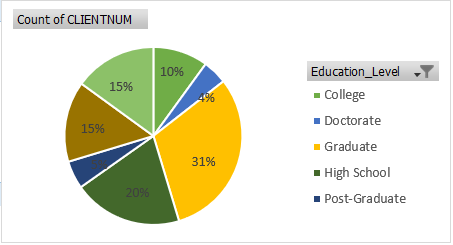 Count of CLIENTNUM
10%
4%
31%
20%
15%
15%
Education_Level
College
Doctorate
Graduate
High School
Post-Graduate